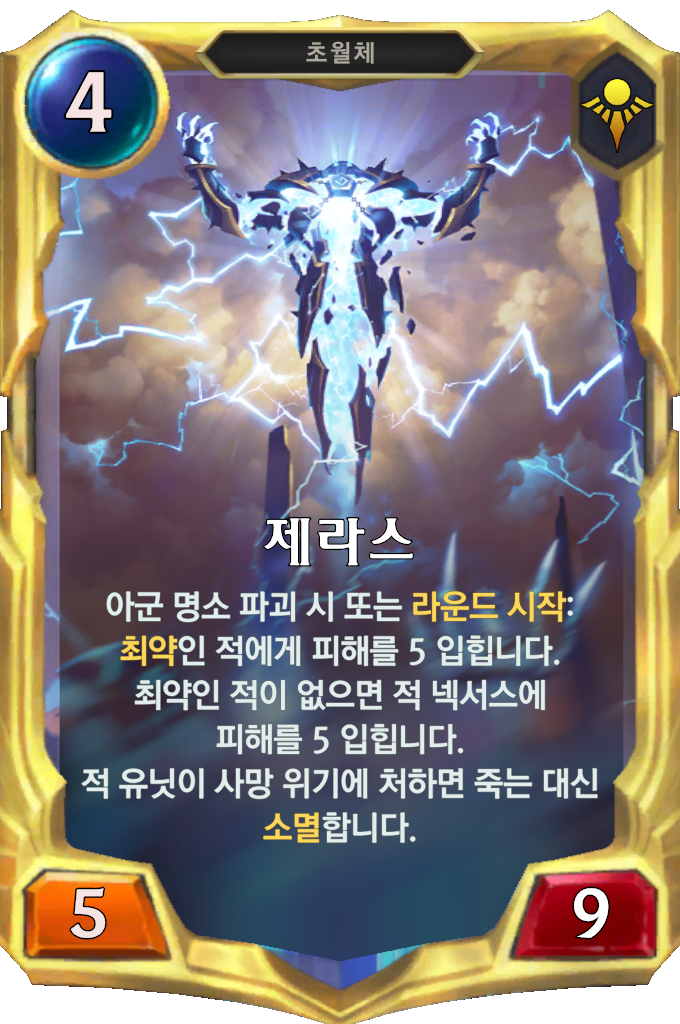 초월체
4
제라스
아군 명소 파괴 시 또는 라운드 시작:
최약인 적에게 피해를 5 입힙니다.
최약인 적이 없으면 적 넥서스에
피해를 5 입힙니다.
적 유닛이 사망 위기에 처하면 죽는 대신
소멸합니다.
5
9